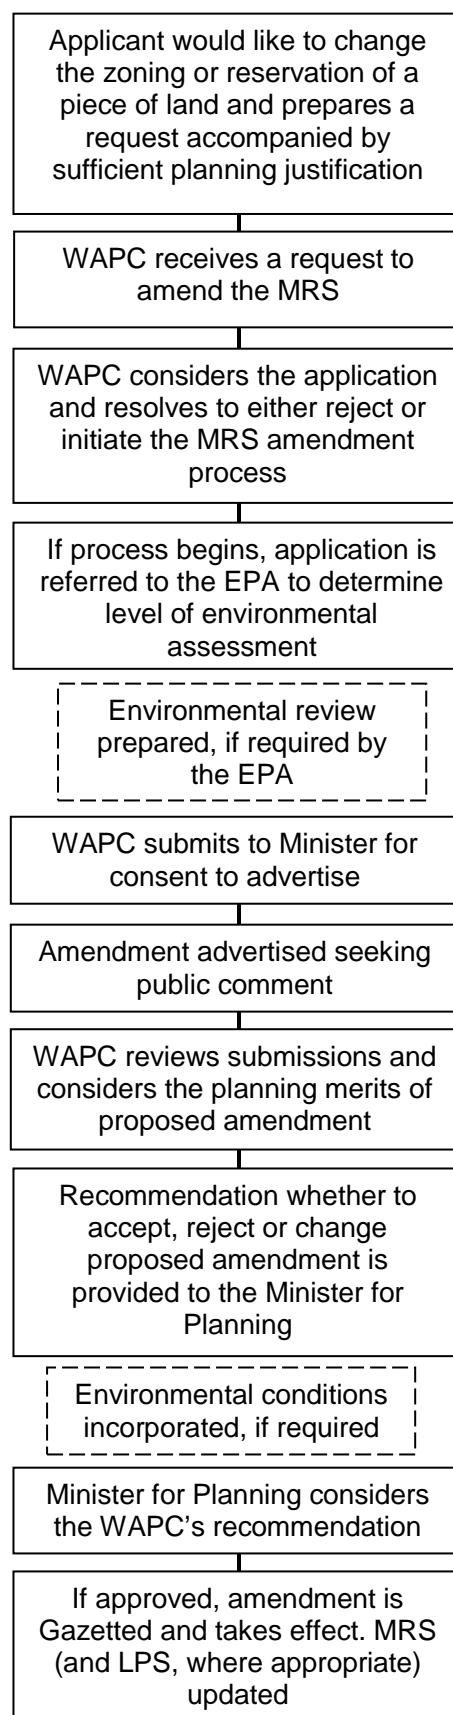 Applicant would like to change
the zoning or reservation of a
piece of land and prepares a
request accompanied by
sufficient planning justification
WAPC receives a request to
amend the MRS
WAPC considers the application
and resolves to either reject or
initiate the MRS amendment
process
If process begins, application is
referred to the EPA to determine
level of environmental
assessment
Environmental review
prepared, if required by
the EPA
WAPC submits to Minister for
consent to advertise
Amendment advertised seeking
public comment
WAPC reviews submissions and
considers the planning merits of
proposed amendment
Recommendation whether to
accept, reject or change
proposed amendment is
provided to the Minister for
Planning
Environmental conditions
incorporated, if required
Minister for Planning considers
the WAPC’s recommendation
If approved, amendment is
Gazetted and takes effect. MRS
(and LPS, where appropriate)
updated